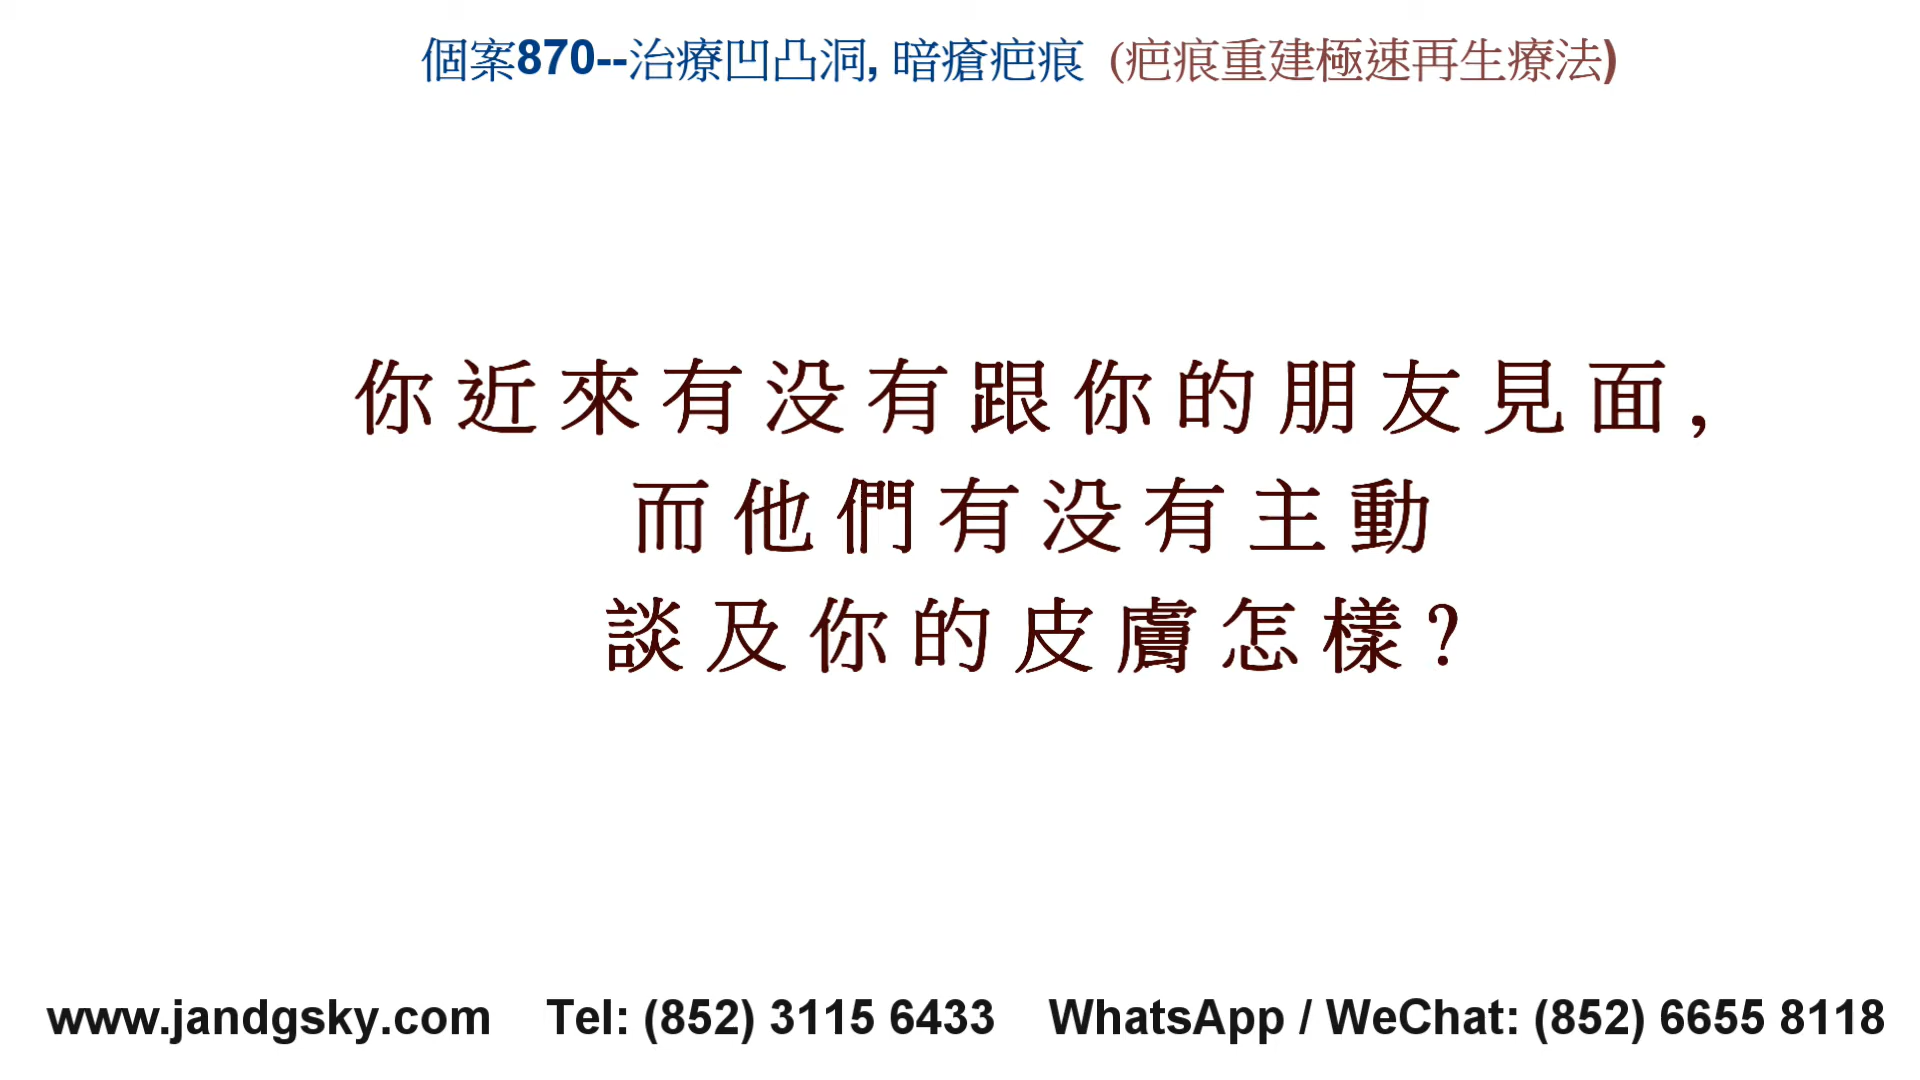 個案870--治療凹凸洞, 暗瘡疤痕 (疤痕重建極速再生療法)
你近來有没有跟你的朋友見面,
而他們有没有主動
談及你的皮膚怎樣?
www.jandgsky.com Tel: (852) 3115 6433 WhatsApp / WeChat: (852) 6655 8118